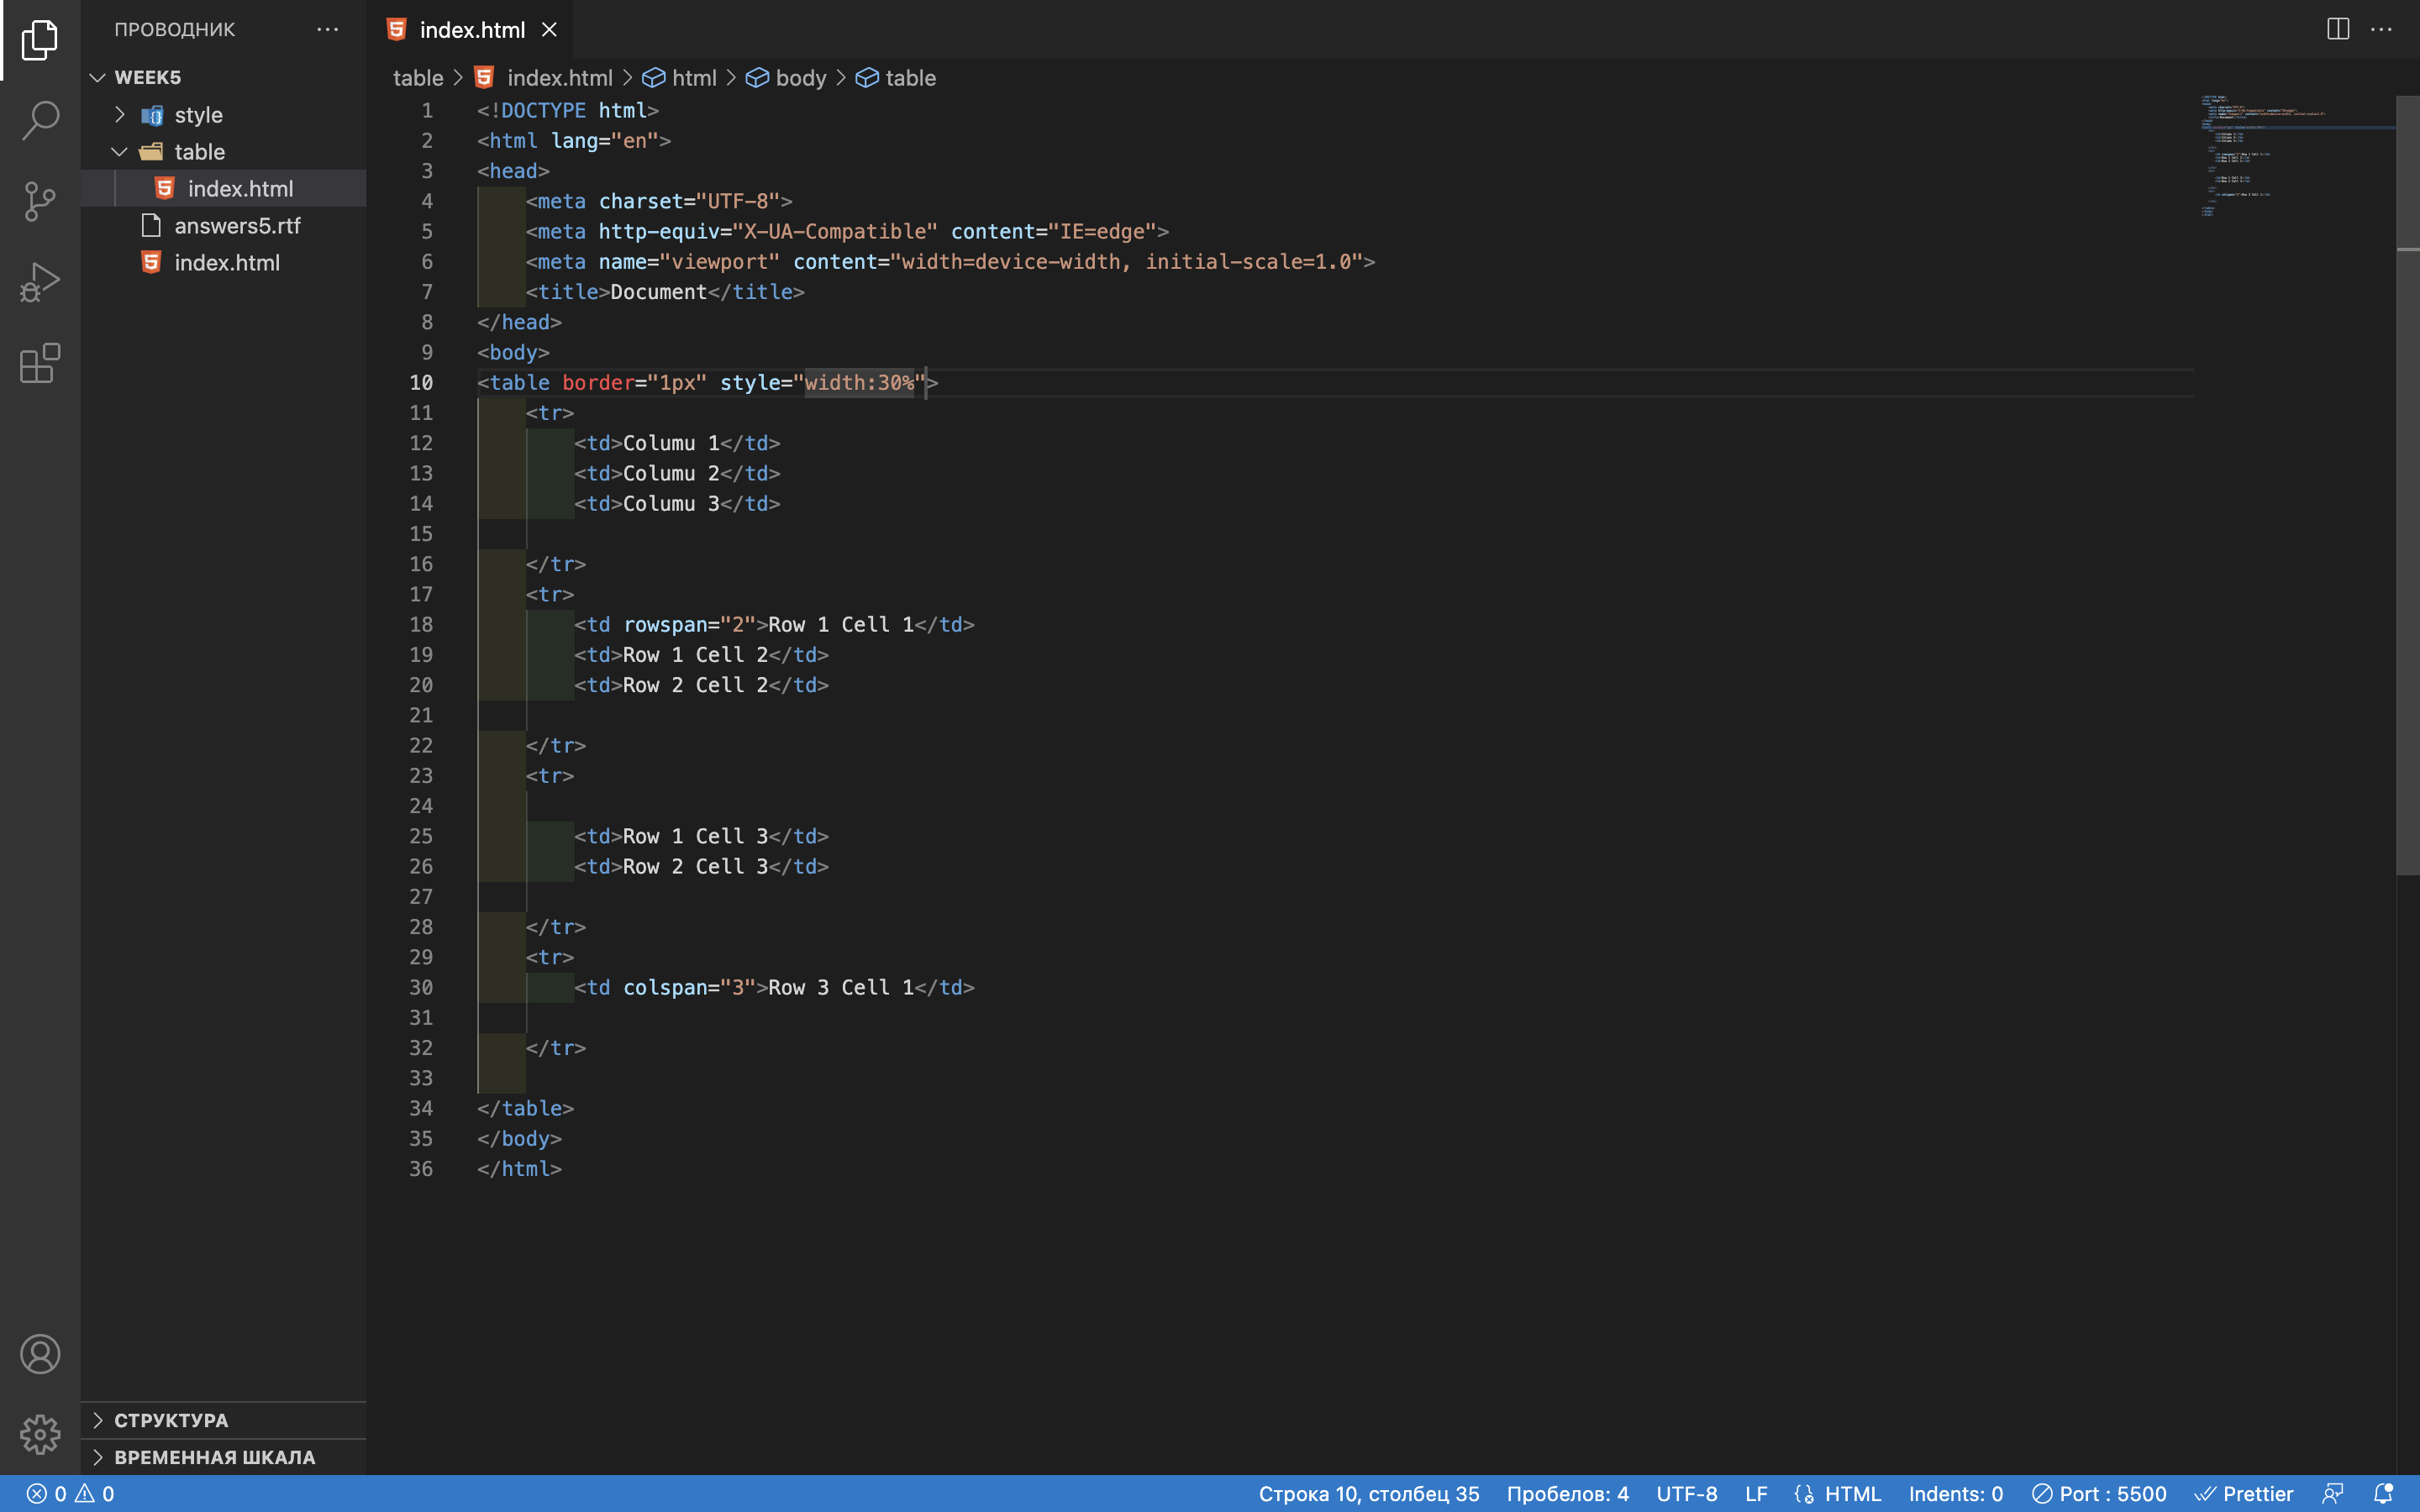 ПРОВОДНИК
WEEK5
style
table
index.html
answers5.rtf
index.html
СТРУКТУРА
ВРЕМЕННАЯ ШКАЛА
index.html
table > index.html > html > body > table
1 <!DOCTYPE html>
2 <html lang="en">
3 <head>
4 <meta charset="UTF-8">
5 <meta http-equiv="X-UA-Compatible" content="IE=edge">
6 <meta name="viewport" content="width=device-width, initial-scale=1.0">
7 <title>Document</title>
8 </head>
9 <body>
10 <table border="1px" style="width:30%">
11 <tr>
12 <td>Columu 1</td>
13 <td>Columu 2</td>
14 <td>Columu 3</td>
15
16 </tr>
17 <tr>
18 <td rowspan="2">Row 1 Cell 1</td>
19 <td>Row 1 Cell 2</td>
20 <td>Row 2 Cell 2</td>
21
22 </tr>
23 <tr>
24
25 <td>Row 1 Cell 3</td>
26 <td>Row 2 Cell 3</td>
27
28 </tr>
29 <tr>
30 <td colspan="3">Row 3 Cell 1</td>
31
32 </tr>
33
34 </table>
35 </body>
36 </html>
0 0 Строка 10, столбец 35 Пробелов: 4 UTF-8 LF HTML Indents: 0 Port : 5500 Prettier